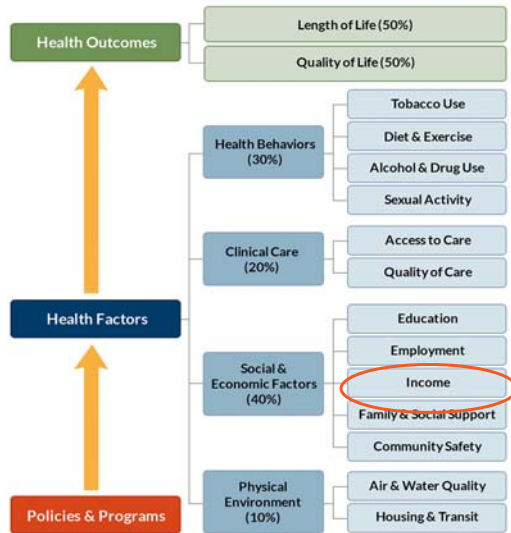 Health Outcomes
Length of Life (50%)
Quality of Life (50%)
Health Factors
Health Behaviors
(30%)
Tobacco Use
Diet & Exercise
Alcohol & Drug Use
Sexual Activity
Clinical Care
(20%)
Access to Care
Quality of Care
Social &
Economic Factors
(40%)
Education
Employment
Income
Family & Social Support
Community Safety
Physical
Environment
(10%)
Air & Water Quality
Housing & Transit
Policies & Programs